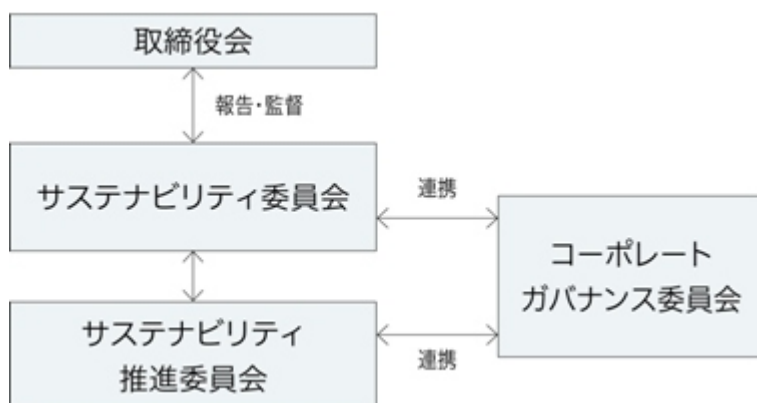 取締役会
報告・監督
サステナビリティ委員会
連携
コーポレート
ガバナンス委員会
サステナビリティ
推進委員会
連携